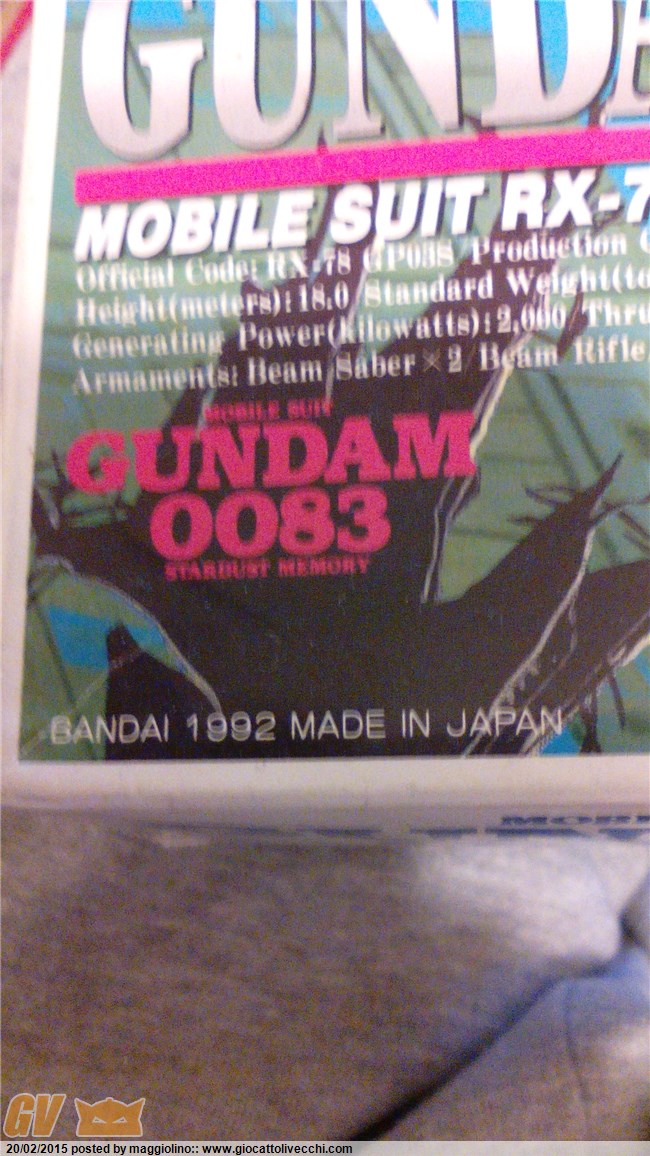 GUNDA
MOBILE SUIT RX-7
Official Code: RX-78 GP03S Production
Height(meters):18.0 Standard Weight(to
Generating Power(kilowatts):2,000 Thru
Armaments: Beam Saber×2/Beam Rifle/
MOBILE SUIT
GUNDAM
0083
STARDUST MEMORY
BANDAI 1992 MADE IN JAPAN
GV
20/02/2015 posted by maggiolino:: www.giocattolivecchi.com